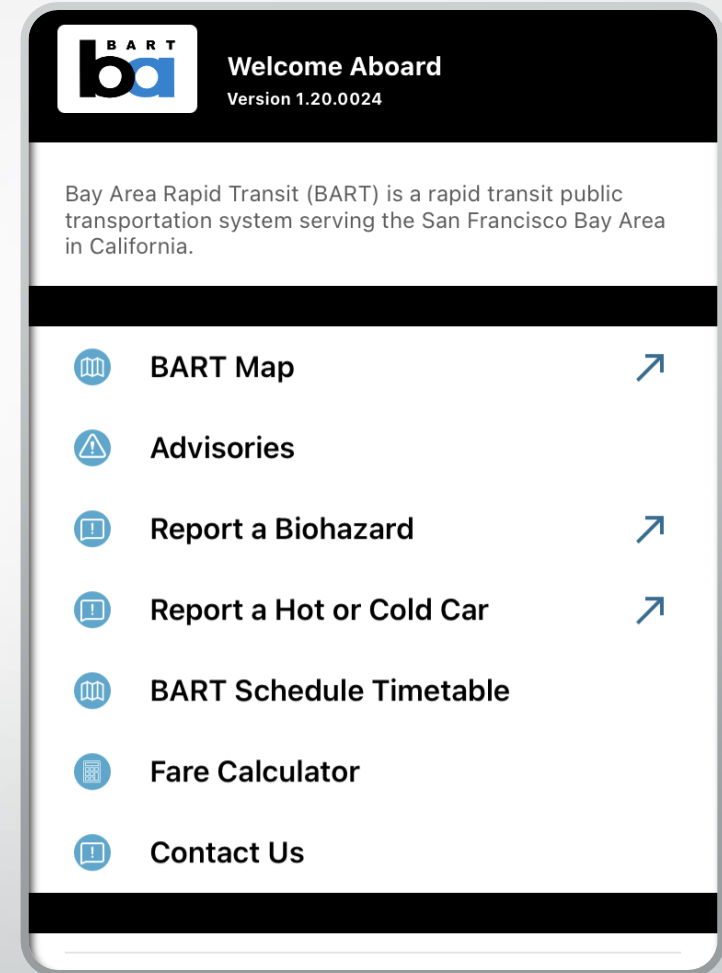 BART
ba
Welcome Aboard
Version 1.20.0024
Bay Area Rapid Transit (BART) is a rapid transit public
transportation system serving the San Francisco Bay Area
in California.
BART Map
Advisories
Report a Biohazard
Report a Hot or Cold Car
BART Schedule Timetable
Fare Calculator
Contact Us